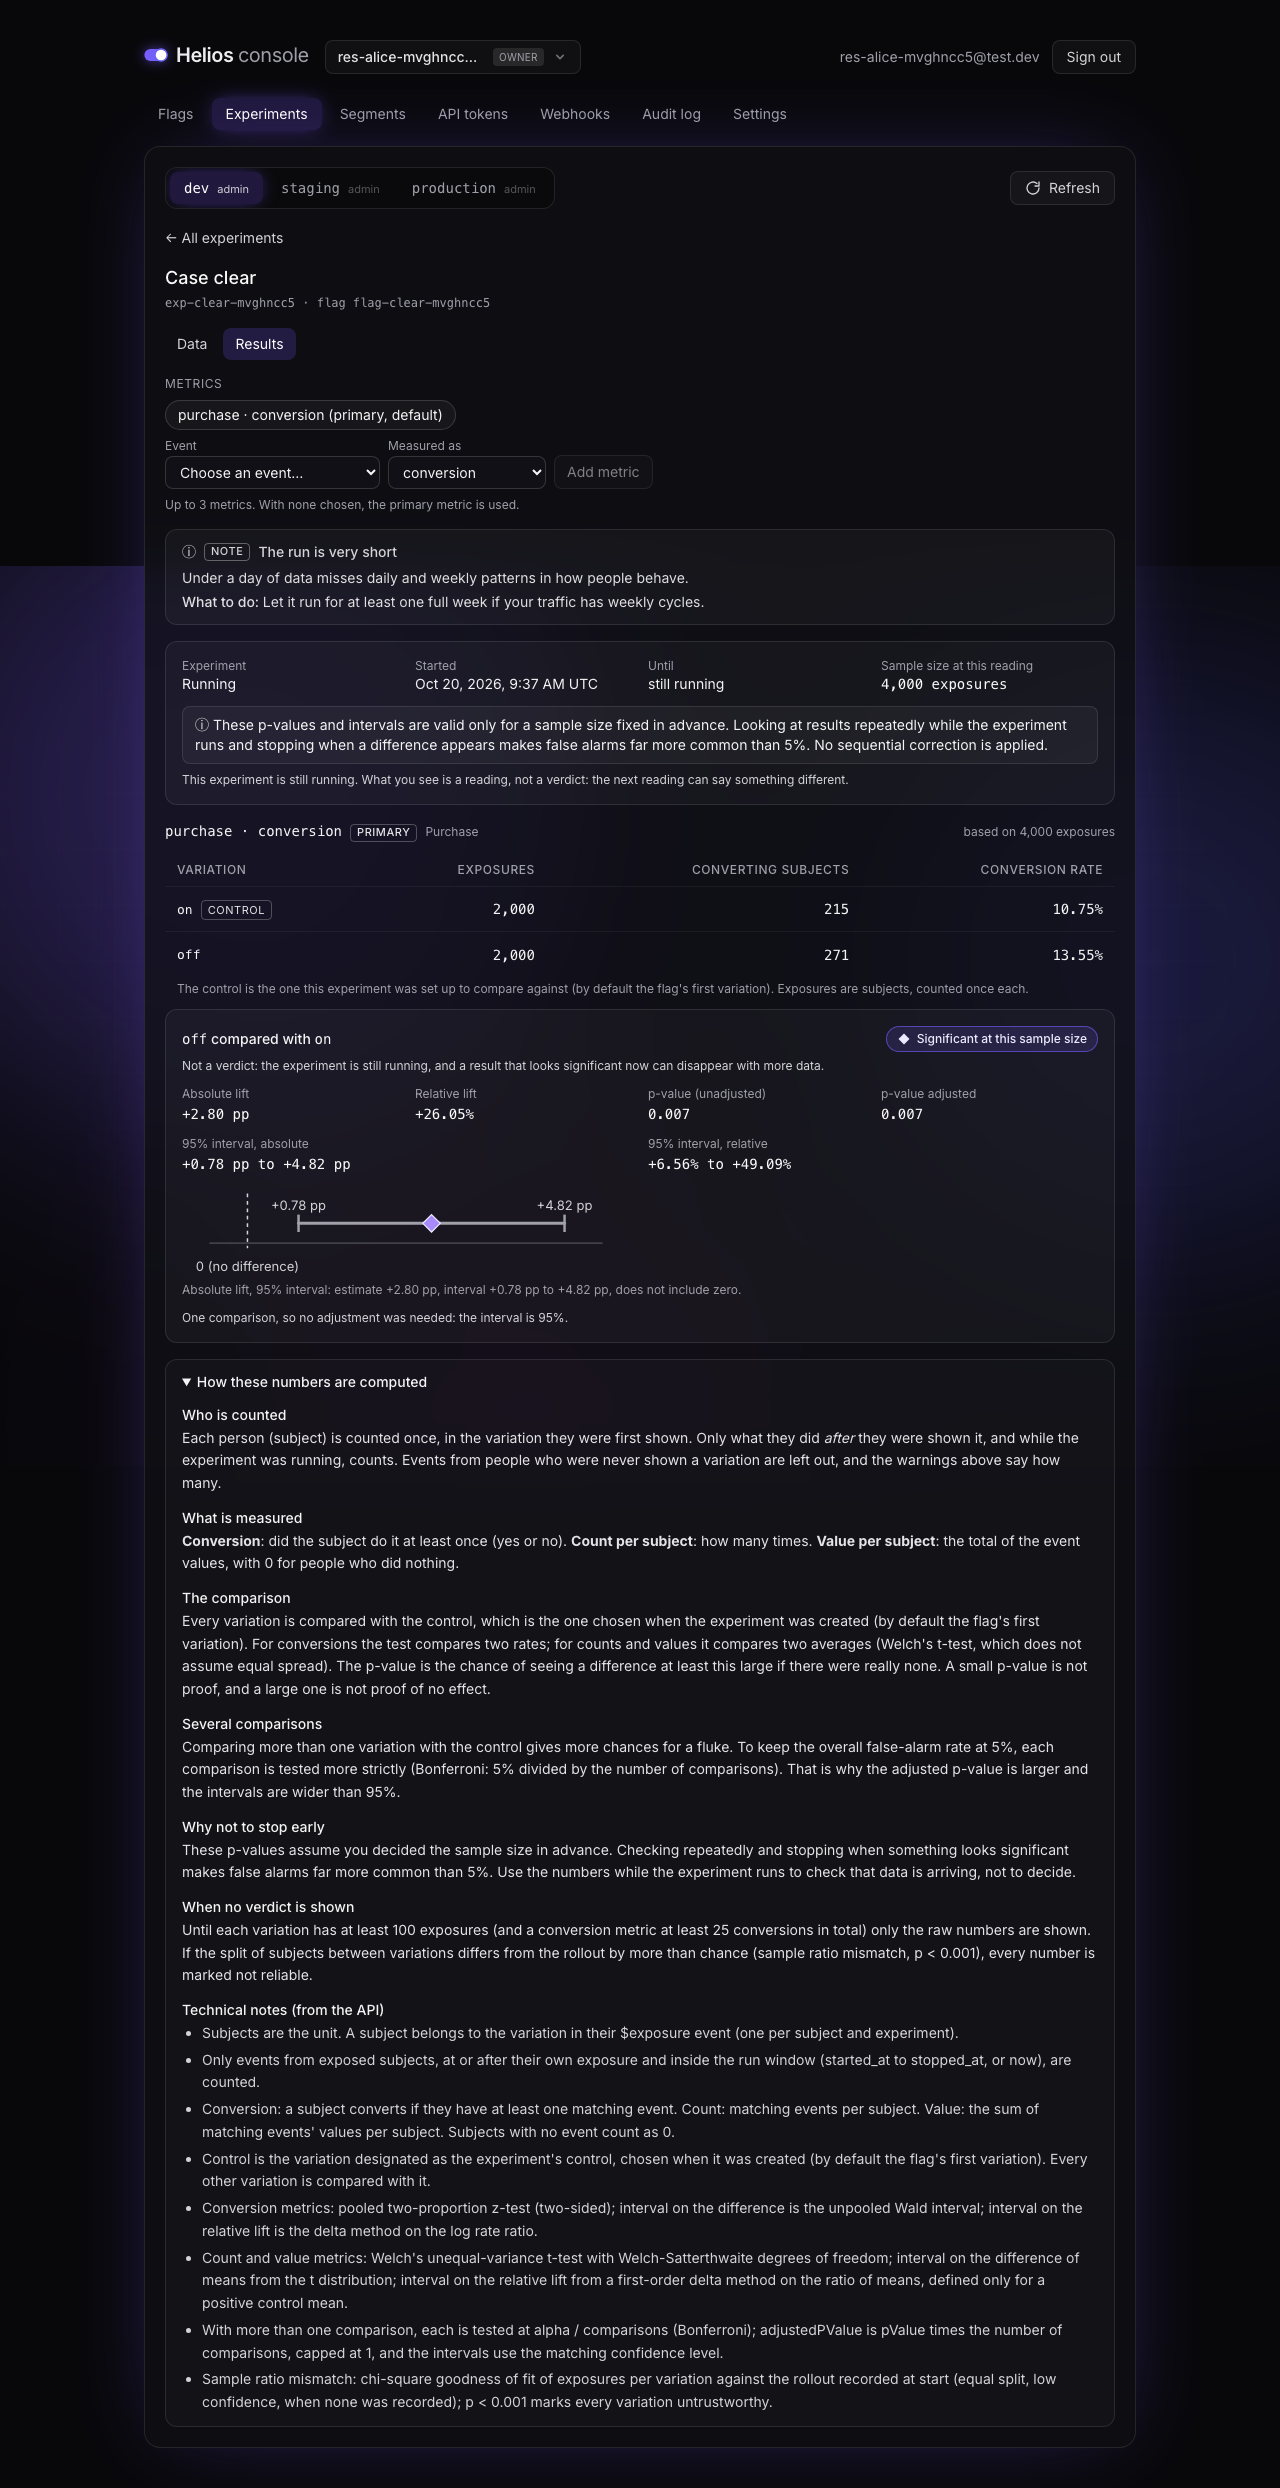 Helios console
res-alice-mvghncc... OWNER
res-alice-mvghncc5@test.dev
Sign out
Flags Experiments Segments API tokens Webhooks Audit log Settings
dev admin staging admin production admin
Refresh
← All experiments
Case clear
exp-clear-mvghncc5 · flag flag-clear-mvghncc5
Data Results
METRICS
purchase · conversion (primary, default)
Event Measured as
Choose an event... conversion Add metric
Up to 3 metrics. With none chosen, the primary metric is used.
ⓘ NOTE The run is very short
Under a day of data misses daily and weekly patterns in how people behave.
What to do: Let it run for at least one full week if your traffic has weekly cycles.
Experiment Started Until Sample size at this reading
Running Oct 20, 2026, 9:37 AM UTC still running 4,000 exposures
ⓘ These p-values and intervals are valid only for a sample size fixed in advance. Looking at results repeatedly while the experiment
runs and stopping when a difference appears makes false alarms far more common than 5%. No sequential correction is applied.
This experiment is still running. What you see is a reading, not a verdict: the next reading can say something different.
purchase · conversion PRIMARY Purchase based on 4,000 exposures
VARIATION EXPOSURES CONVERTING SUBJECTS CONVERSION RATE
on CONTROL 2,000 215 10.75%
off 2,000 271 13.55%
The control is the one this experiment was set up to compare against (by default the flag's first variation). Exposures are subjects, counted once each.
off compared with on ◆ Significant at this sample size
Not a verdict: the experiment is still running, and a result that looks significant now can disappear with more data.
Absolute lift Relative lift p-value (unadjusted) p-value adjusted
+2.80 pp +26.05% 0.007 0.007
95% interval, absolute 95% interval, relative
+0.78 pp to +4.82 pp +6.56% to +49.09%
+0.78 pp +4.82 pp
0 (no difference)
Absolute lift, 95% interval: estimate +2.80 pp, interval +0.78 pp to +4.82 pp, does not include zero.
One comparison, so no adjustment was needed: the interval is 95%.
▼ How these numbers are computed
Who is counted
Each person (subject) is counted once, in the variation they were first shown. Only what they did after they were shown it, and while the
experiment was running, counts. Events from people who were never shown a variation are left out, and the warnings above say how
many.
What is measured
Conversion: did the subject do it at least once (yes or no). Count per subject: how many times. Value per subject: the total of the event
values, with 0 for people who did nothing.
The comparison
Every variation is compared with the control, which is the one chosen when the experiment was created (by default the flag's first
variation). For conversions the test compares two rates; for counts and values it compares two averages (Welch's t-test, which does not
assume equal spread). The p-value is the chance of seeing a difference at least this large if there were really none. A small p-value is not
proof, and a large one is not proof of no effect.
Several comparisons
Comparing more than one variation with the control gives more chances for a fluke. To keep the overall false-alarm rate at 5%, each
comparison is tested more strictly (Bonferroni: 5% divided by the number of comparisons). That is why the adjusted p-value is larger and
the intervals are wider than 95%.
Why not to stop early
These p-values assume you decided the sample size in advance. Checking repeatedly and stopping when something looks significant
makes false alarms far more common than 5%. Use the numbers while the experiment runs to check that data is arriving, not to decide.
When no verdict is shown
Until each variation has at least 100 exposures (and a conversion metric at least 25 conversions in total) only the raw numbers are shown.
If the split of subjects between variations differs from the rollout by more than chance (sample ratio mismatch, p < 0.001), every number is
marked not reliable.
Technical notes (from the API)
• Subjects are the unit. A subject belongs to the variation in their $exposure event (one per subject and experiment).
• Only events from exposed subjects, at or after their own exposure and inside the run window (started_at to stopped_at, or now), are
counted.
• Conversion: a subject converts if they have at least one matching event. Count: matching events per subject. Value: the sum of
matching events' values per subject. Subjects with no event count as 0.
• Control is the variation designated as the experiment's control, chosen when it was created (by default the flag's first variation). Every
other variation is compared with it.
• Conversion metrics: pooled two-proportion z-test (two-sided); interval on the difference is the unpooled Wald interval; interval on the
relative lift is the delta method on the log rate ratio.
• Count and value metrics: Welch's unequal-variance t-test with Welch-Satterthwaite degrees of freedom; interval on the difference of
means from the t distribution; interval on the relative lift from a first-order delta method on the ratio of means, defined only for a
positive control mean.
• With more than one comparison, each is tested at alpha / comparisons (Bonferroni); adjustedPValue is pValue times the number of
comparisons, capped at 1, and the intervals use the matching confidence level.
• Sample ratio mismatch: chi-square goodness of fit of exposures per variation against the rollout recorded at start (equal split, low
confidence, when none was recorded); p < 0.001 marks every variation untrustworthy.